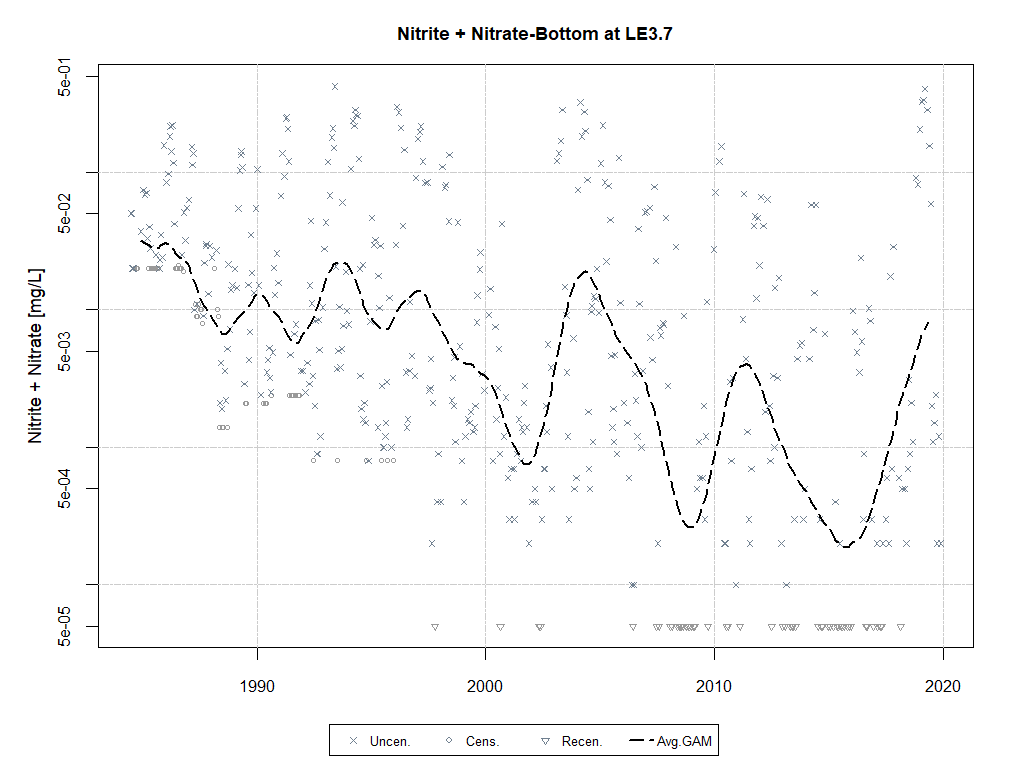 Nitrite + Nitrate-Bottom at LE3.7
Nitrite + Nitrate [mg/L]
5e-01
5e-02
5e-03
5e-04
5e-05
1990 2000 2010 2020
Uncen. Cens. Recen. Avg.GAM